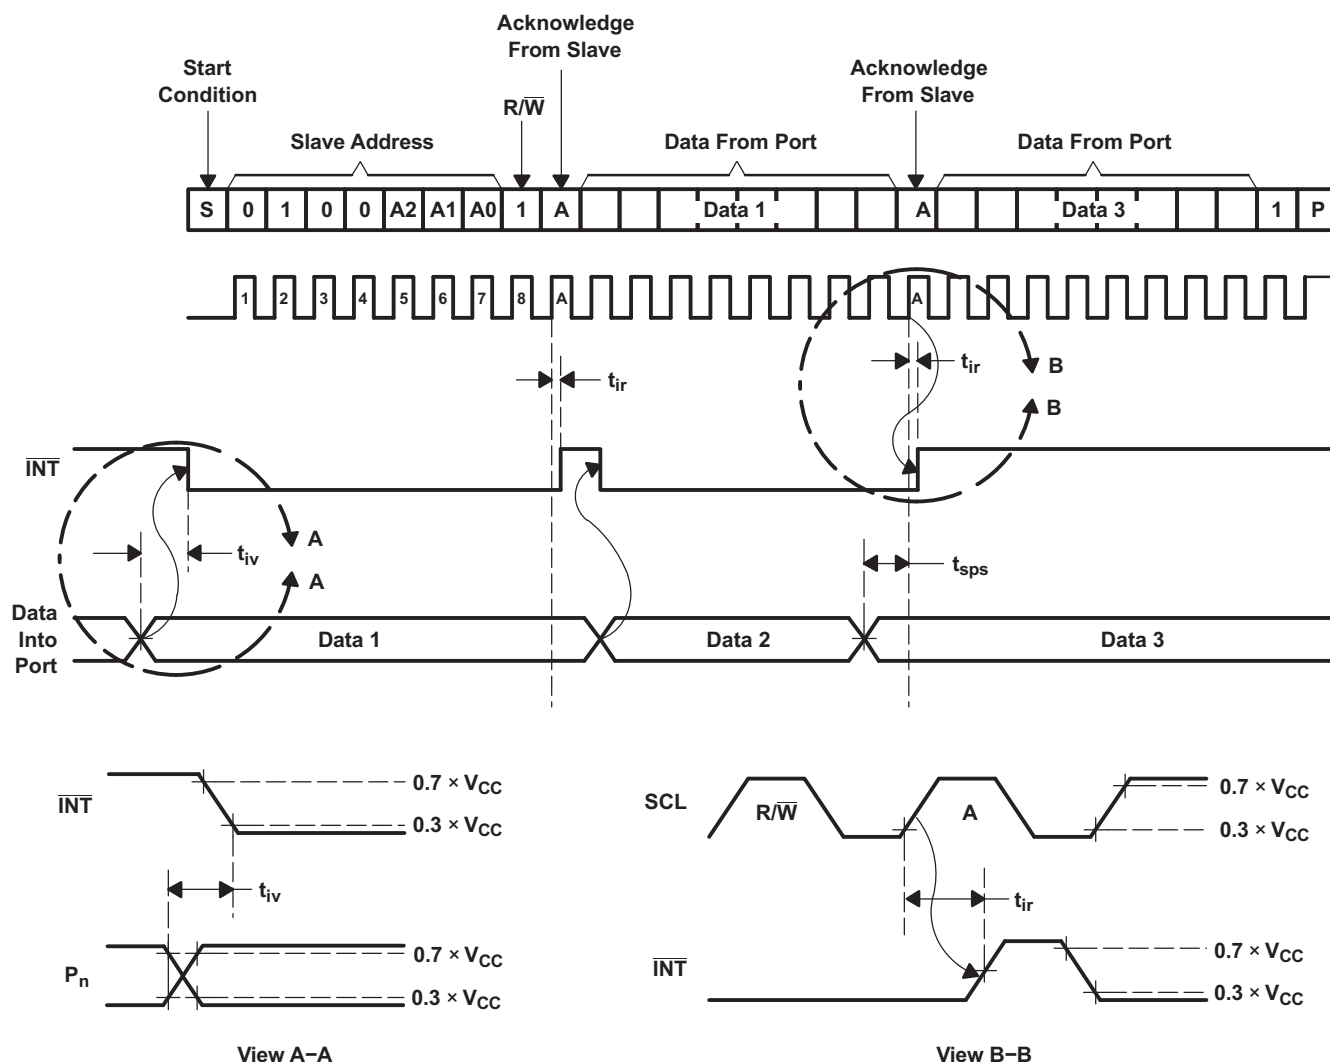 Acknowledge
From Slave
Start
Condition
R/W̅
Acknowledge
From Slave
Slave Address
Data From Port
Data From Port
S 0 1 0 0 A2 A1 A0 1 A Data 1 A Data 3 1 P
1 2 3 4 5 6 7 8 A A
t_ir
t_ir
B
B
I̅N̅T̅
t_iv
A
A
t_sps
Data
Into
Port
Data 1
Data 2
Data 3
I̅N̅T̅
0.7 × V_CC
0.3 × V_CC
t_iv
P_n
0.7 × V_CC
0.3 × V_CC
View A−A
SCL
R/W̅
A
0.7 × V_CC
0.3 × V_CC
t_ir
I̅N̅T̅
0.7 × V_CC
0.3 × V_CC
View B−B